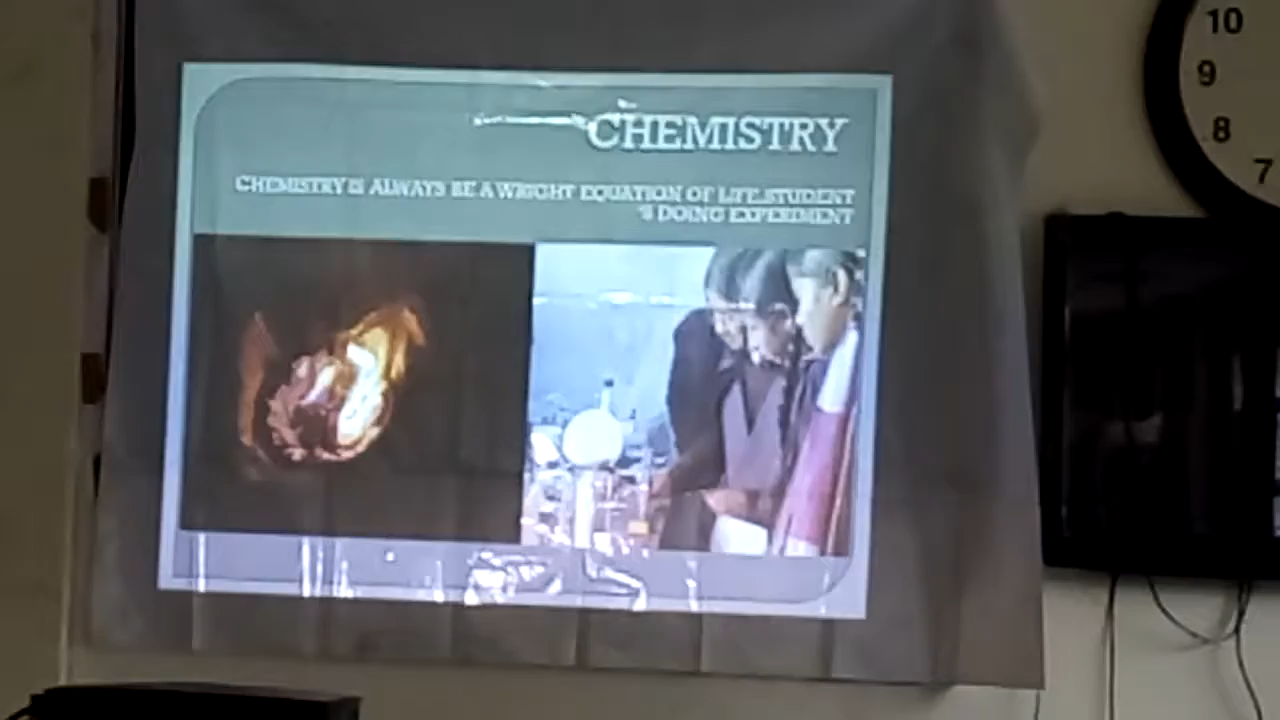 CHEMISTRY
CHEMISTRY IS ALWAYS BE A WRIGHT EQUATION OF LIFE.STUDENT
DOING EXPERIMENT
10
9
8
7